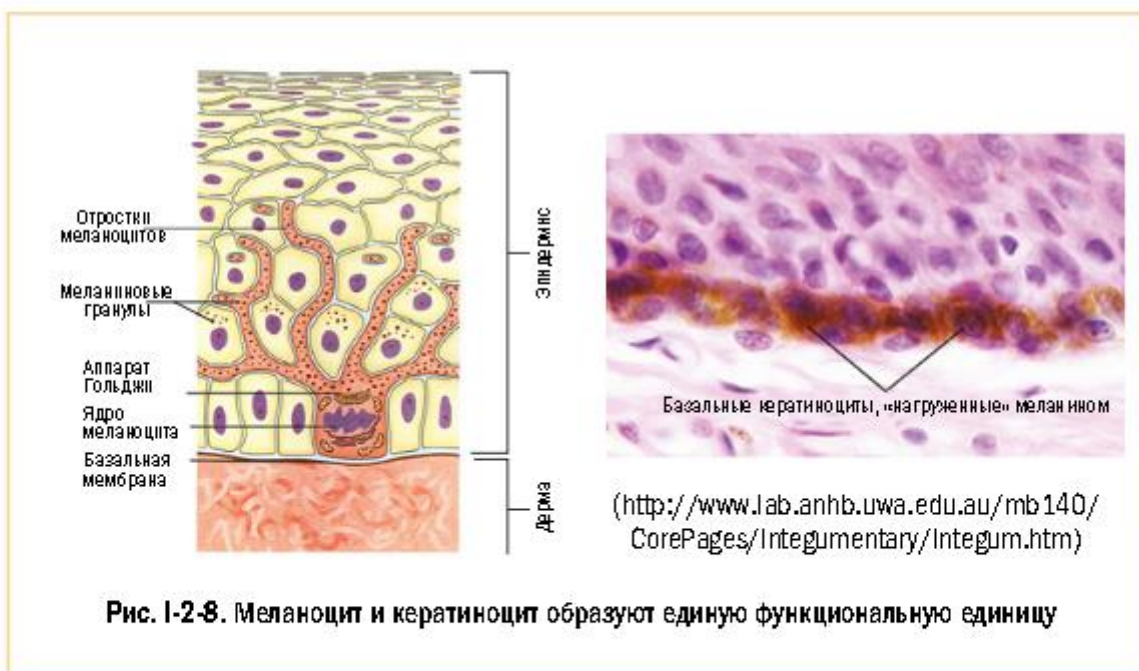 Отростки
меланоцитов
Меланиновые
гранулы
Аппарат
Гольджи
Ядро
меланоцита
Базальная
мембрана
Эпидермис
Дерма
Базальные кератиноциты, «нагруженные» меланином
(http://www.lab.anhb.uwa.edu.au/mb140/
CorePages/Integumentary/Integum.htm)
Рис. I-2-8. Меланоцит и кератиноцит образуют единую функциональную единицу